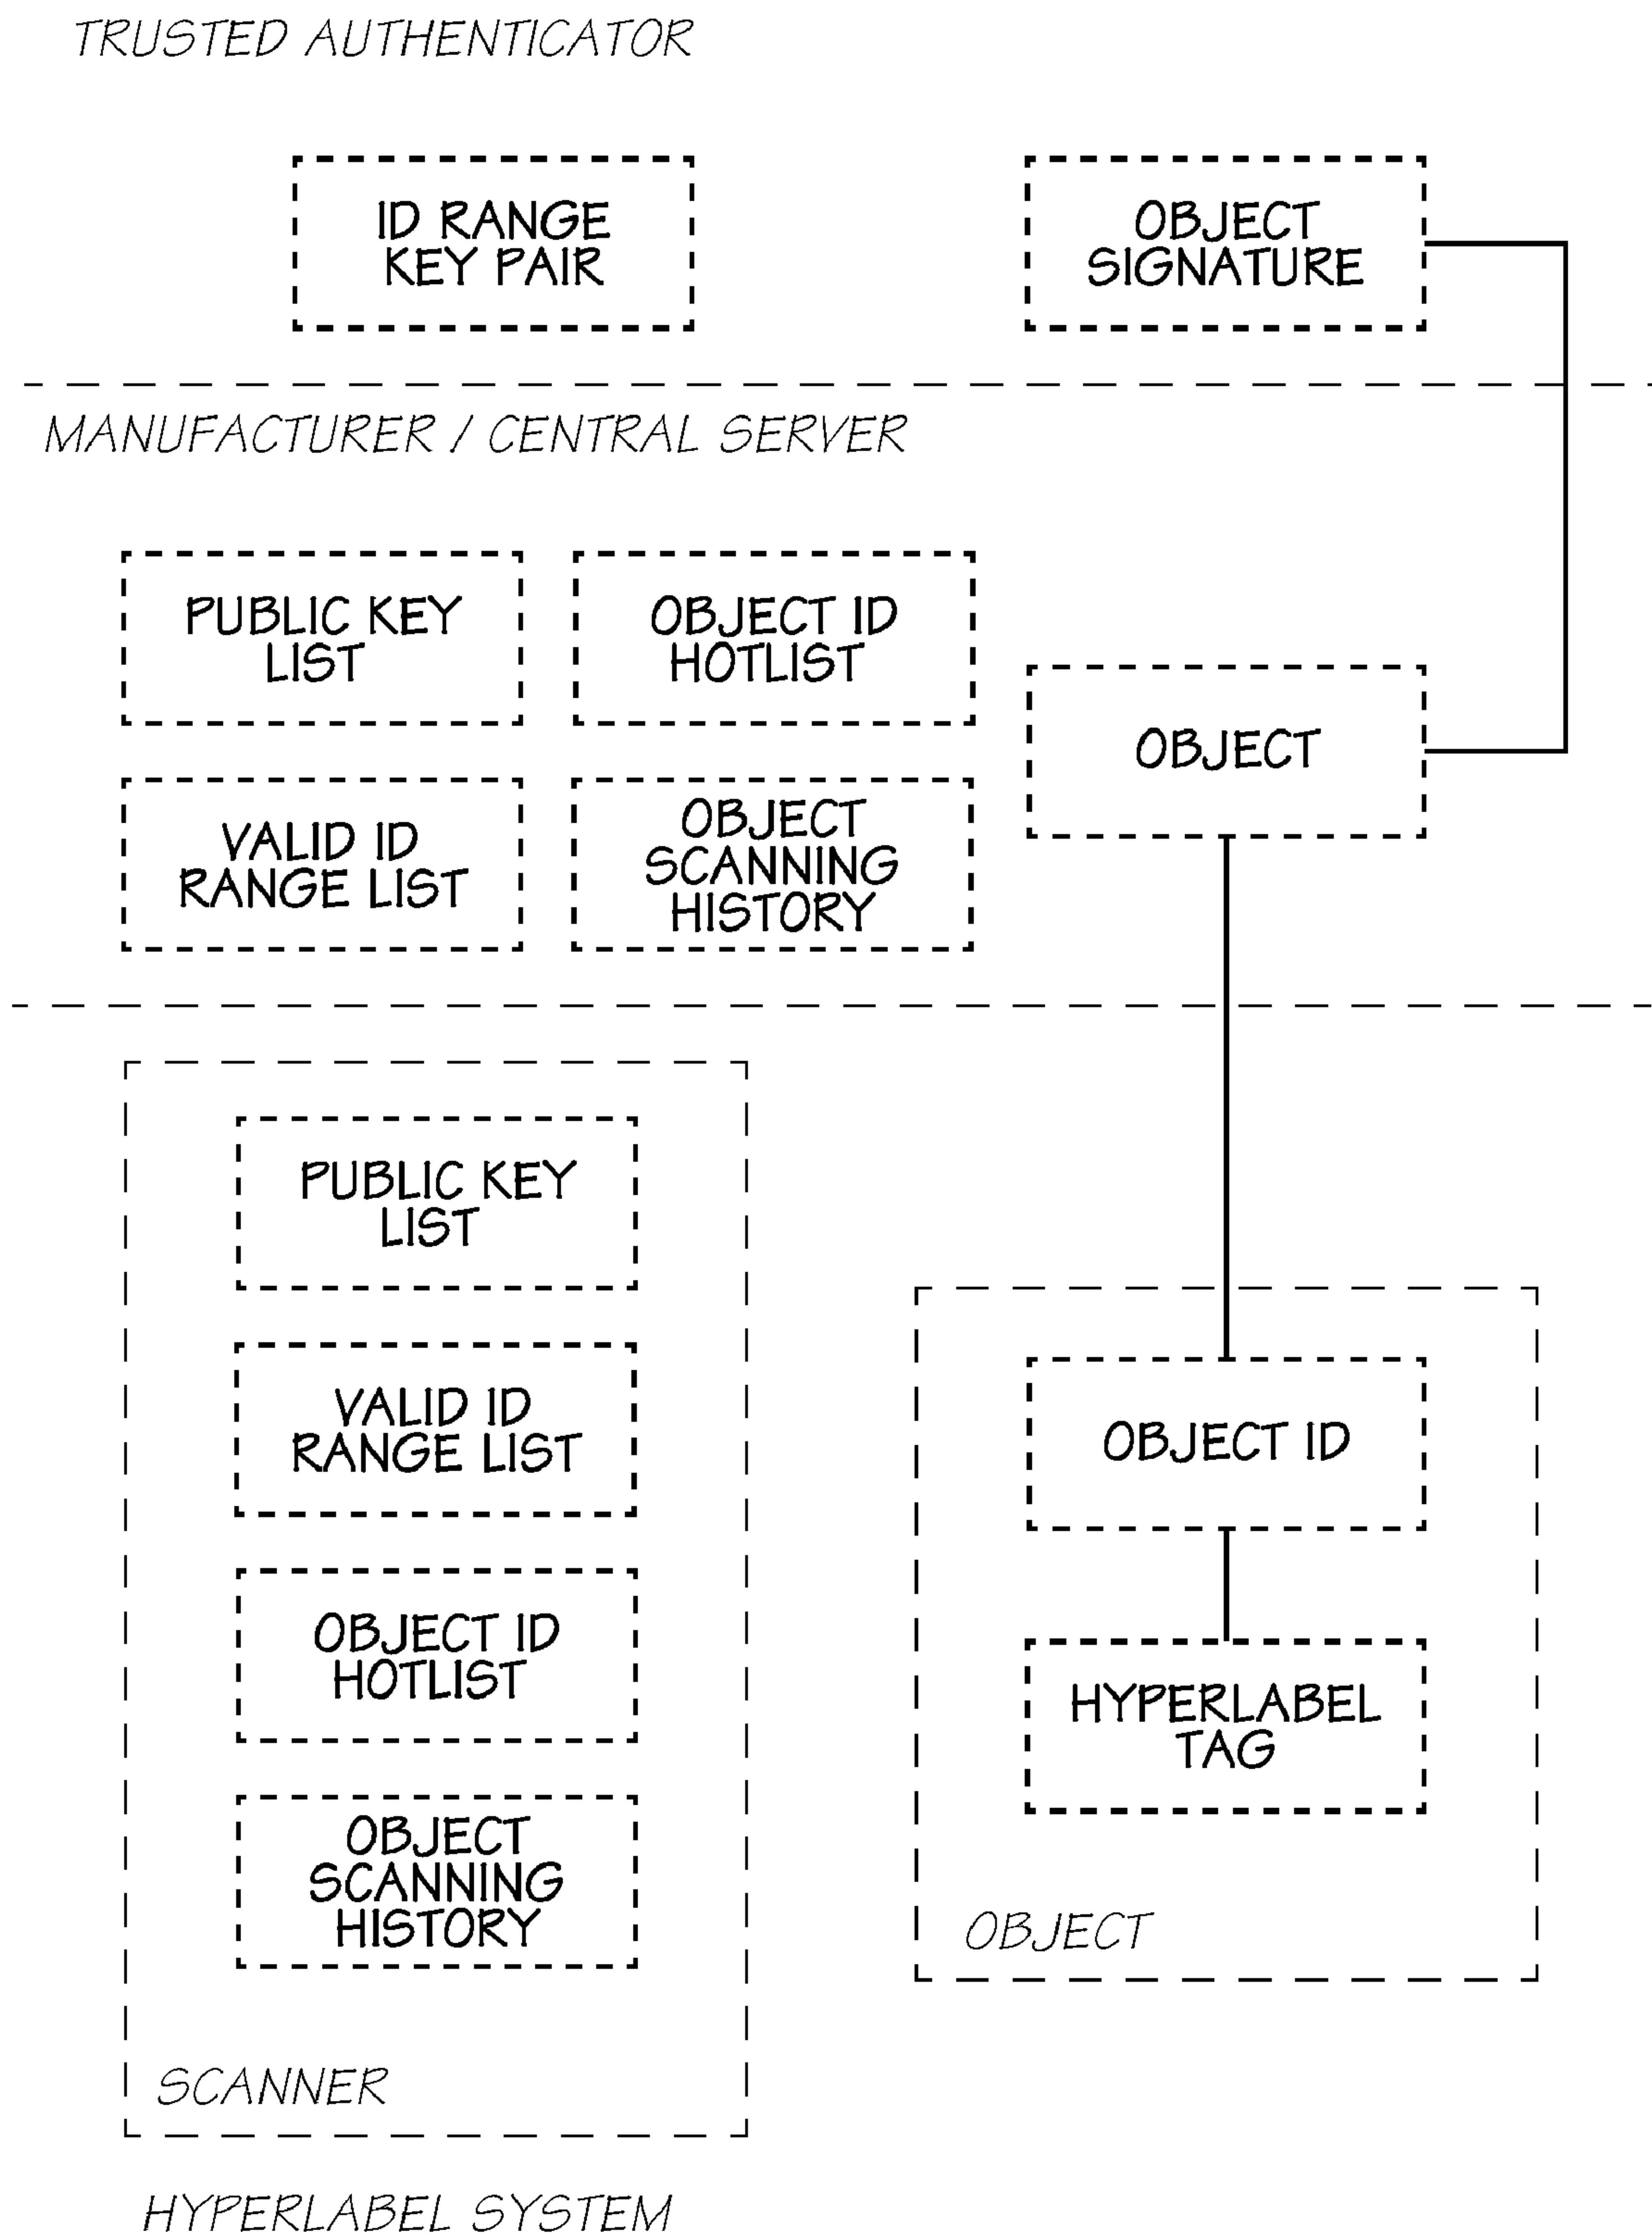 TRUSTED AUTHENTICATOR
ID RANGE
KEY PAIR
OBJECT
SIGNATURE
MANUFACTURER / CENTRAL SERVER
PUBLIC KEY
LIST
OBJECT ID
HOTLIST
OBJECT
VALID ID
RANGE LIST
OBJECT
SCANNING
HISTORY
PUBLIC KEY
LIST
VALID ID
RANGE LIST
OBJECT ID
HOTLIST
OBJECT
SCANNING
HISTORY
SCANNER
OBJECT ID
HYPERLABEL
TAG
OBJECT
HYPERLABEL SYSTEM